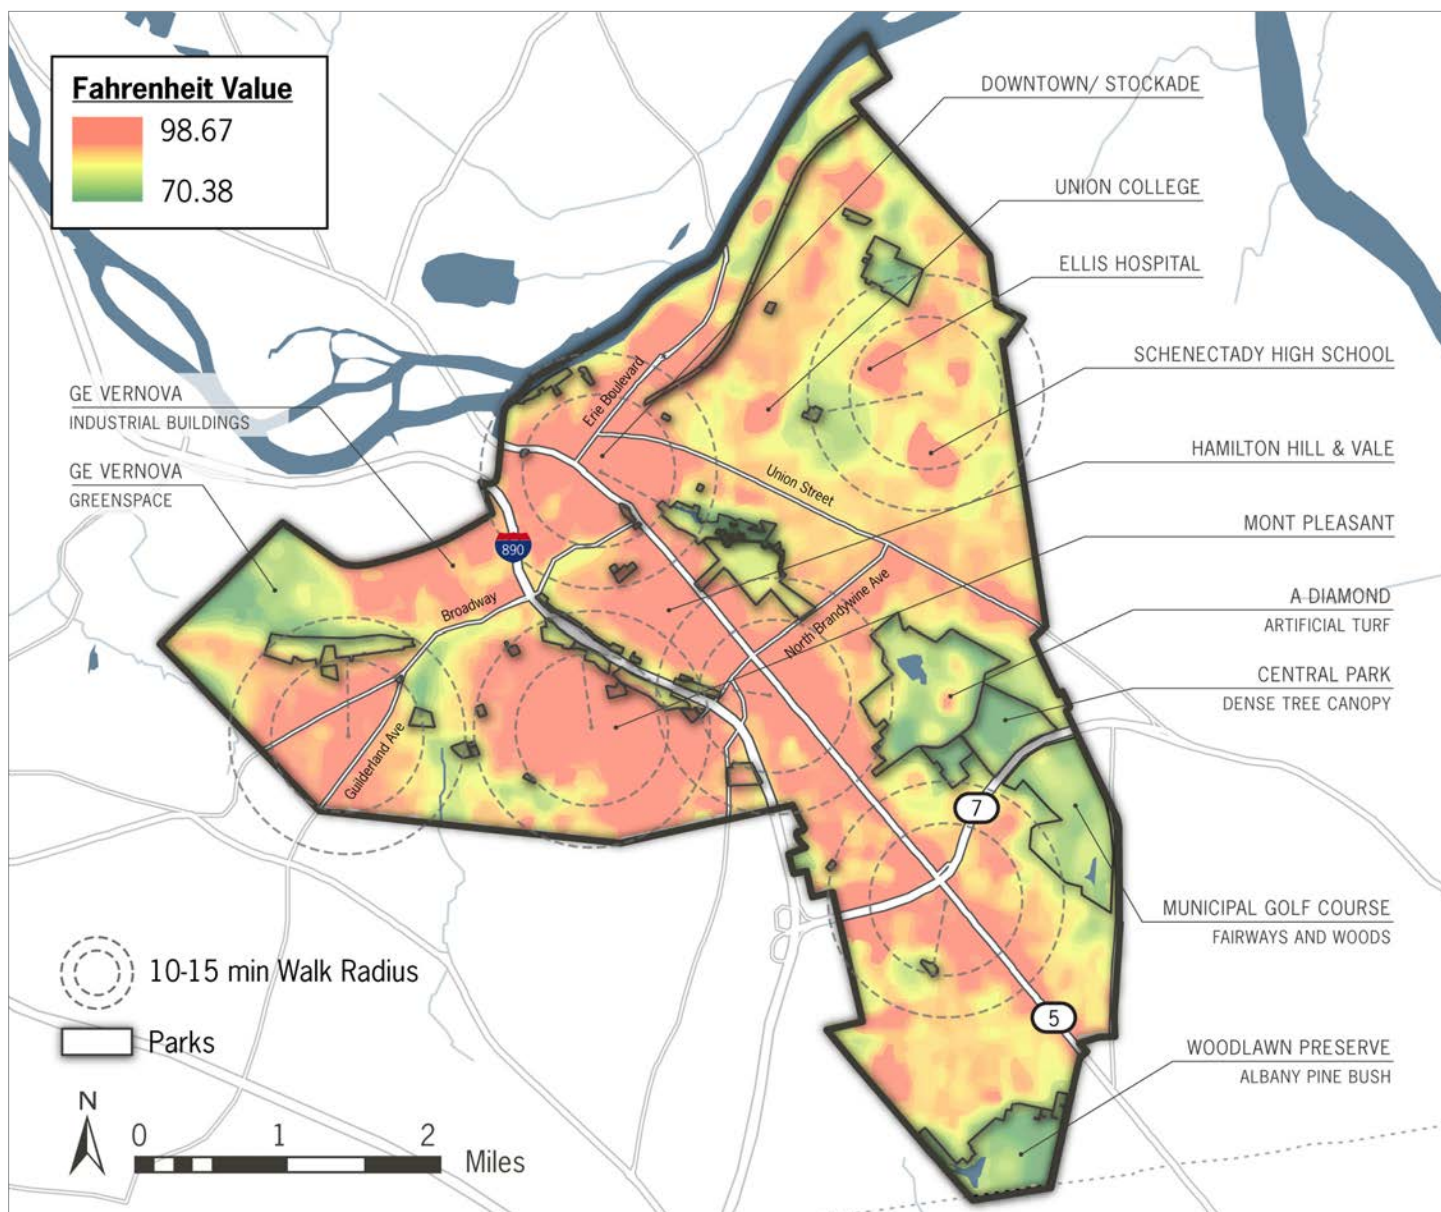 Fahrenheit Value
98.67
70.38
DOWNTOWN/ STOCKADE
UNION COLLEGE
ELLIS HOSPITAL
SCHENECTADY HIGH SCHOOL
GE VERNOVA
INDUSTRIAL BUILDINGS
HAMILTON HILL & VALE
GE VERNOVA
GREENSPACE
MONT PLEASANT
A DIAMOND
ARTIFICIAL TURF
CENTRAL PARK
DENSE TREE CANOPY
MUNICIPAL GOLF COURSE
FAIRWAYS AND WOODS
WOODLAWN PRESERVE
ALBANY PINE BUSH
Erie Boulevard
Union Street
890
Broadway
North Brandywine Ave
Guilderland Ave
7
5
10-15 min Walk Radius
Parks
N
0 1 2
Miles